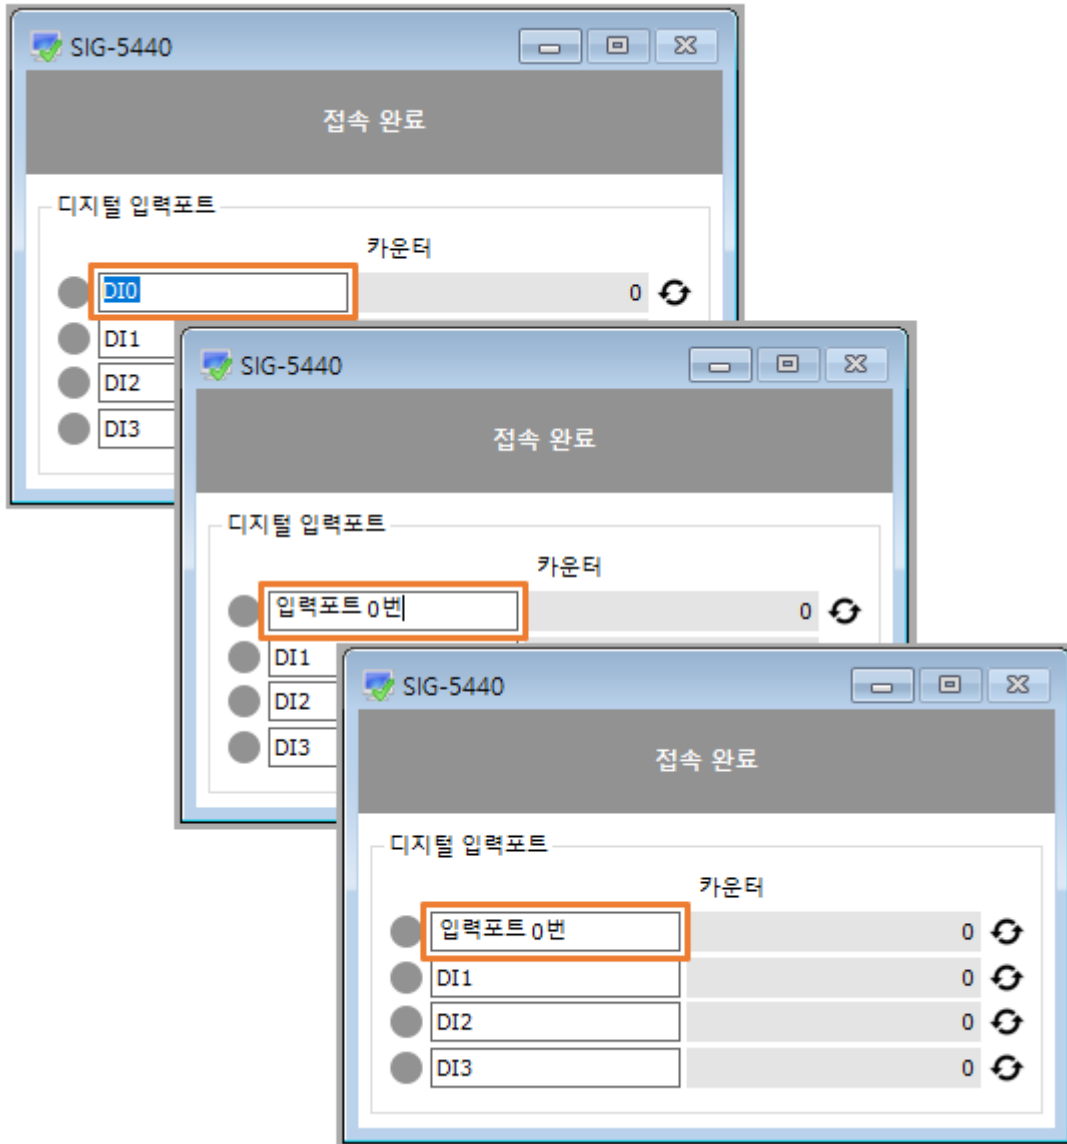 SIG-5440
접속 완료
디지털 입력포트
카운터
DI0 0
DI1
DI2
DI3
SIG-5440
접속 완료
디지털 입력포트
카운터
입력포트 0번 0
DI1
DI2
DI3
SIG-5440
접속 완료
디지털 입력포트
카운터
입력포트 0번 0
DI1 0
DI2 0
DI3 0